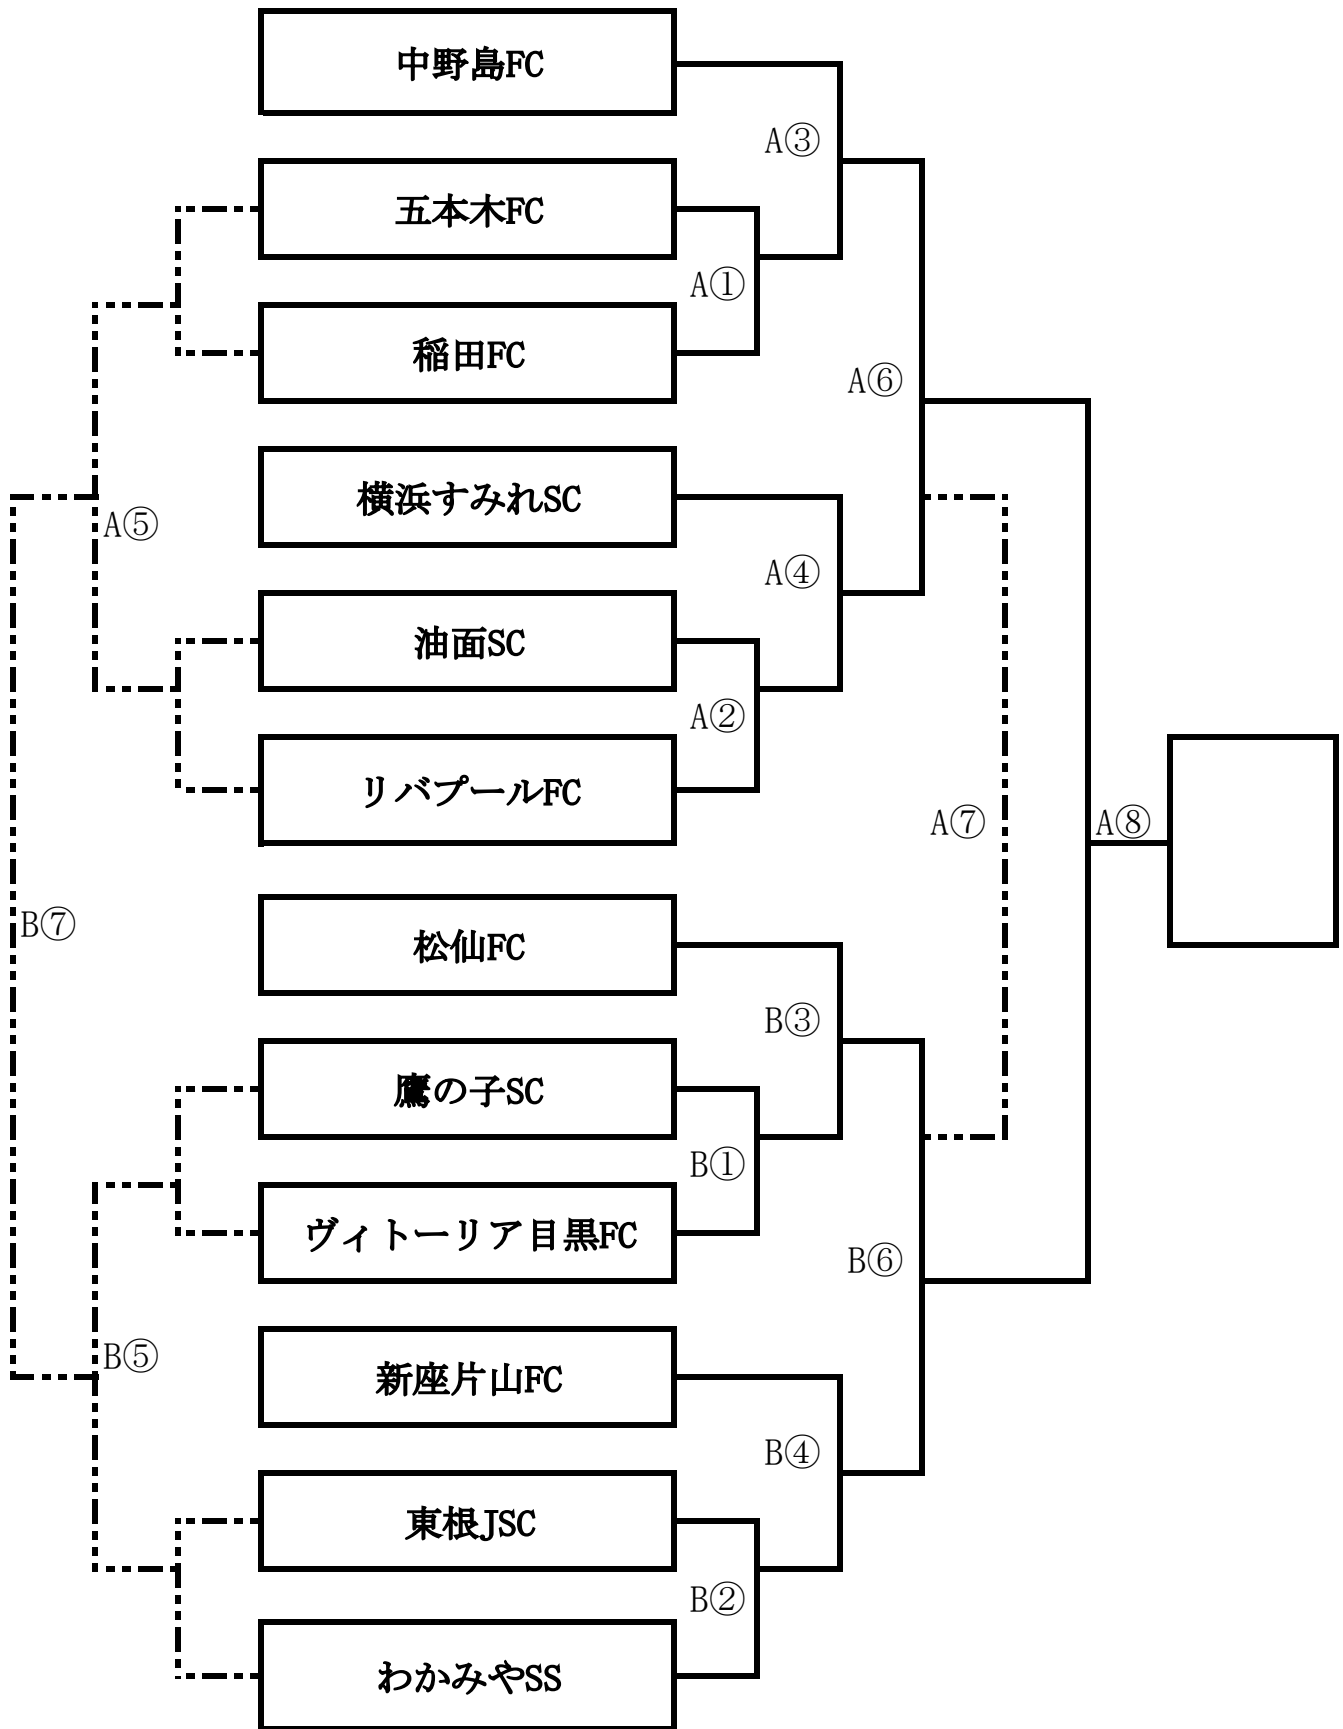 中野島FC
A③
五本木FC
A①
稲田FC
A⑥
横浜すみれSC
A⑤
A④
油面SC
A②
リバプールFC
A⑦
A⑧
B⑦
松仙FC
B③
鷹の子SC
B①
ヴィトーリア目黒FC
B⑥
B⑤
新座片山FC
B④
東根JSC
B②
わかみやSS